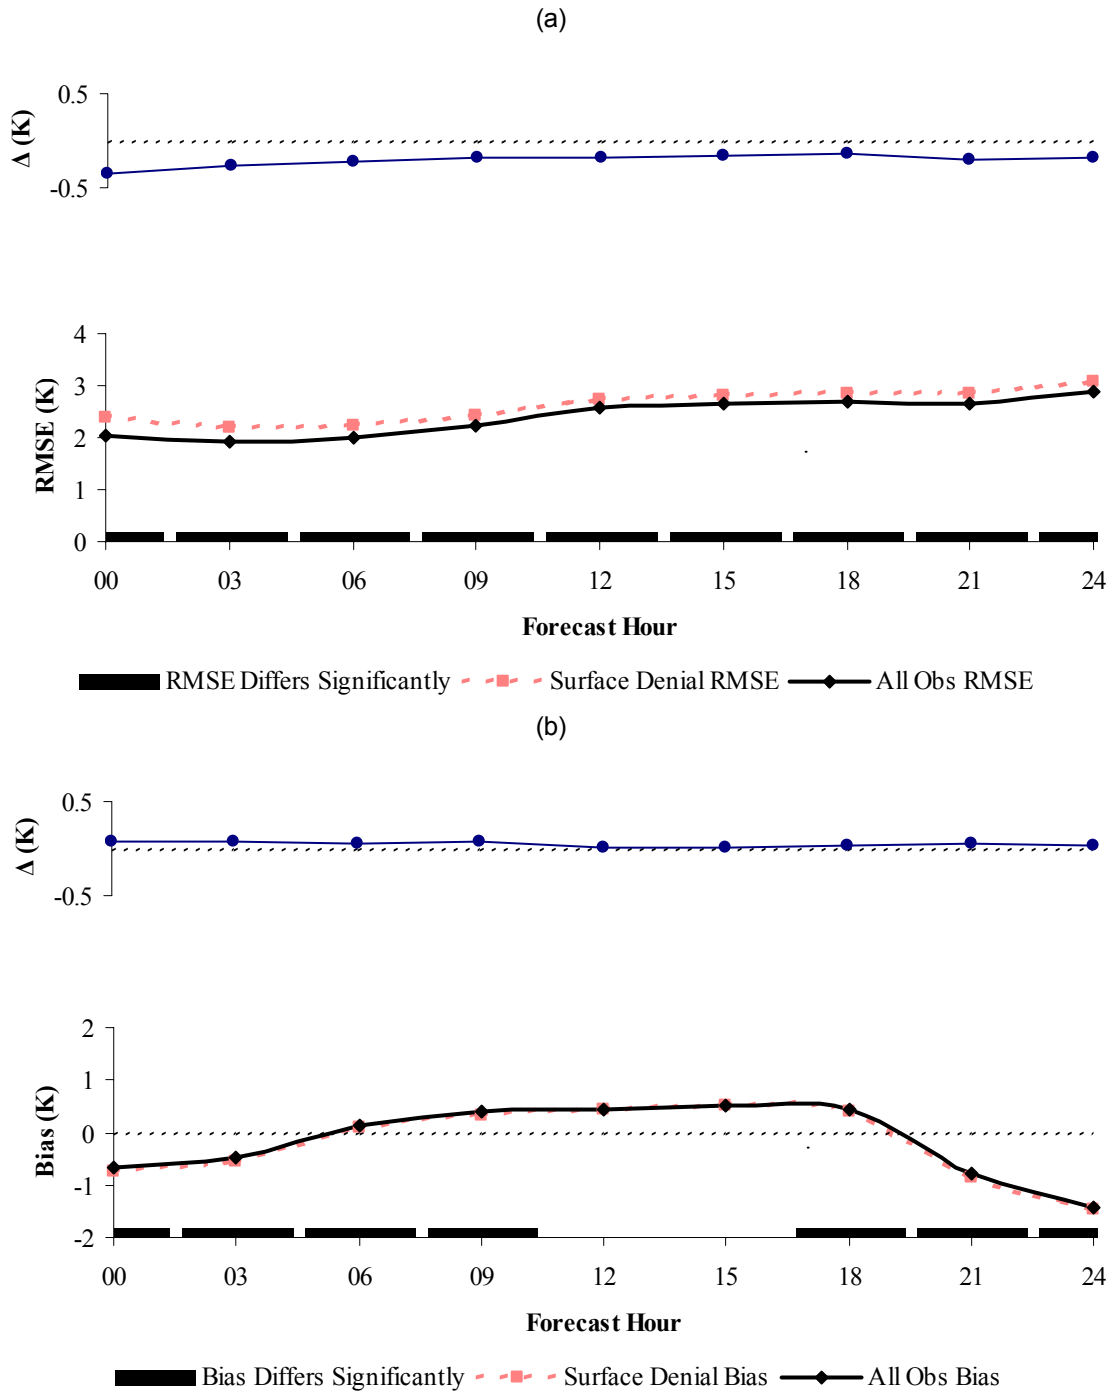 (a)
0.5
Δ (K)
-0.5
4
3
RMSE (K)
2
1
0
00 03 06 09 12 15 18 21 24
Forecast Hour
RMSE Differs Significantly Surface Denial RMSE All Obs RMSE
(b)
0.5
Δ (K)
-0.5
2
1
Bias (K)
0
-1
-2
00 03 06 09 12 15 18 21 24
Forecast Hour
Bias Differs Significantly Surface Denial Bias All Obs Bias